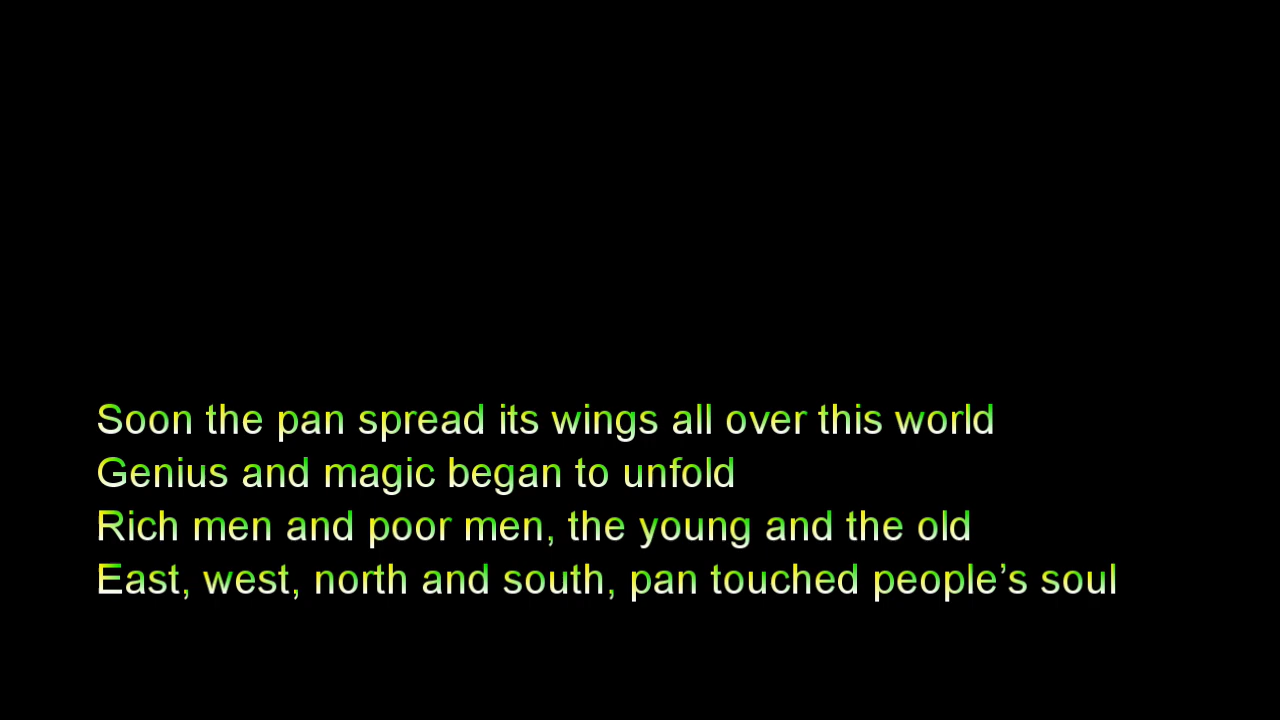 Soon the pan spread its wings all over this world
Genius and magic began to unfold
Rich men and poor men, the young and the old
East, west, north and south, pan touched people’s soul